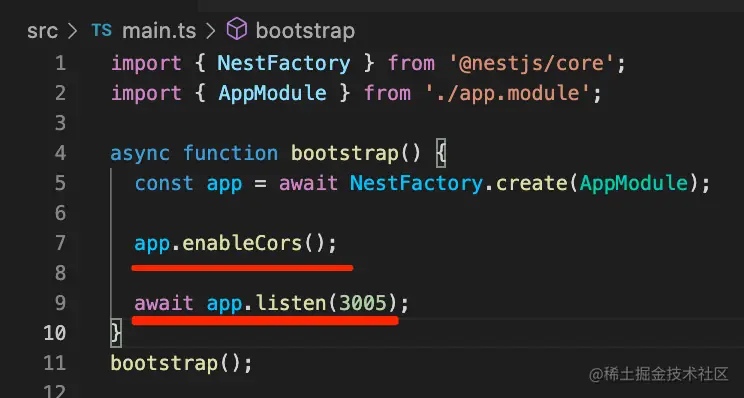 src > TS main.ts > bootstrap
1 import { NestFactory } from '@nestjs/core';
2 import { AppModule } from './app.module';
3
4 async function bootstrap() {
5 const app = await NestFactory.create(AppModule);
6
7 app.enableCors();
8
9 await app.listen(3005);
10 }
11 bootstrap();
12
@稀土掘金技术社区